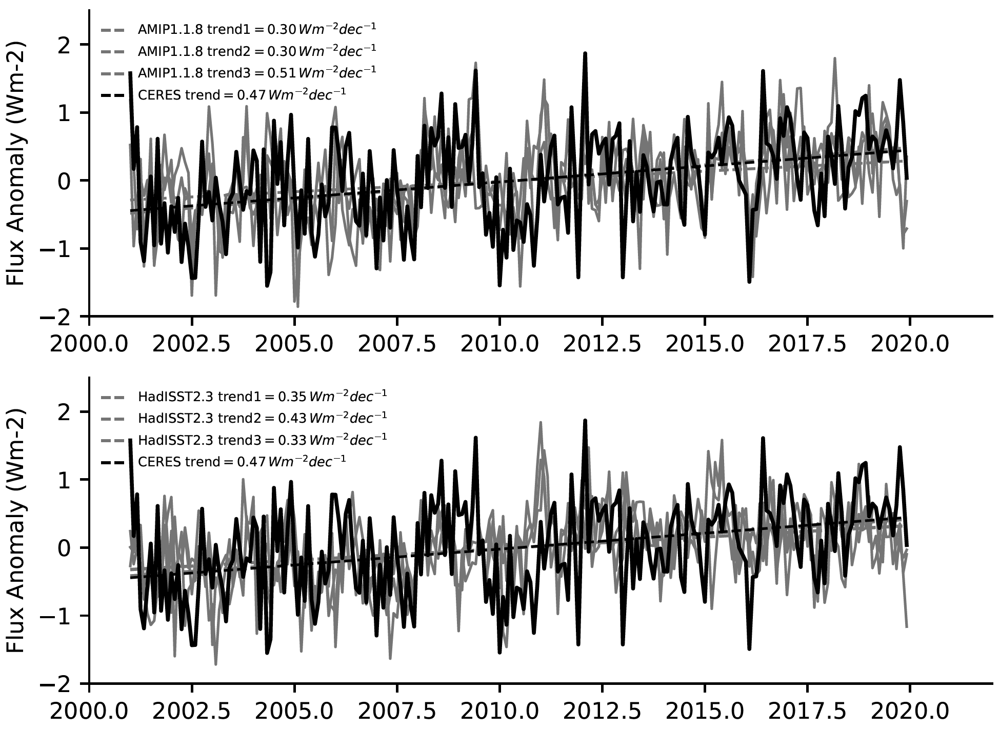 Flux Anomaly (Wm-2)
2
1
0
−1
−2
AMIP1.1.8 trend1 = 0.30 Wm⁻²dec⁻¹
AMIP1.1.8 trend2 = 0.30 Wm⁻²dec⁻¹
AMIP1.1.8 trend3 = 0.51 Wm⁻²dec⁻¹
CERES trend = 0.47 Wm⁻²dec⁻¹
2000.0 2002.5 2005.0 2007.5 2010.0 2012.5 2015.0 2017.5 2020.0
Flux Anomaly (Wm-2)
2
1
0
−1
−2
HadISST2.3 trend1 = 0.35 Wm⁻²dec⁻¹
HadISST2.3 trend2 = 0.43 Wm⁻²dec⁻¹
HadISST2.3 trend3 = 0.33 Wm⁻²dec⁻¹
CERES trend = 0.47 Wm⁻²dec⁻¹
2000.0 2002.5 2005.0 2007.5 2010.0 2012.5 2015.0 2017.5 2020.0